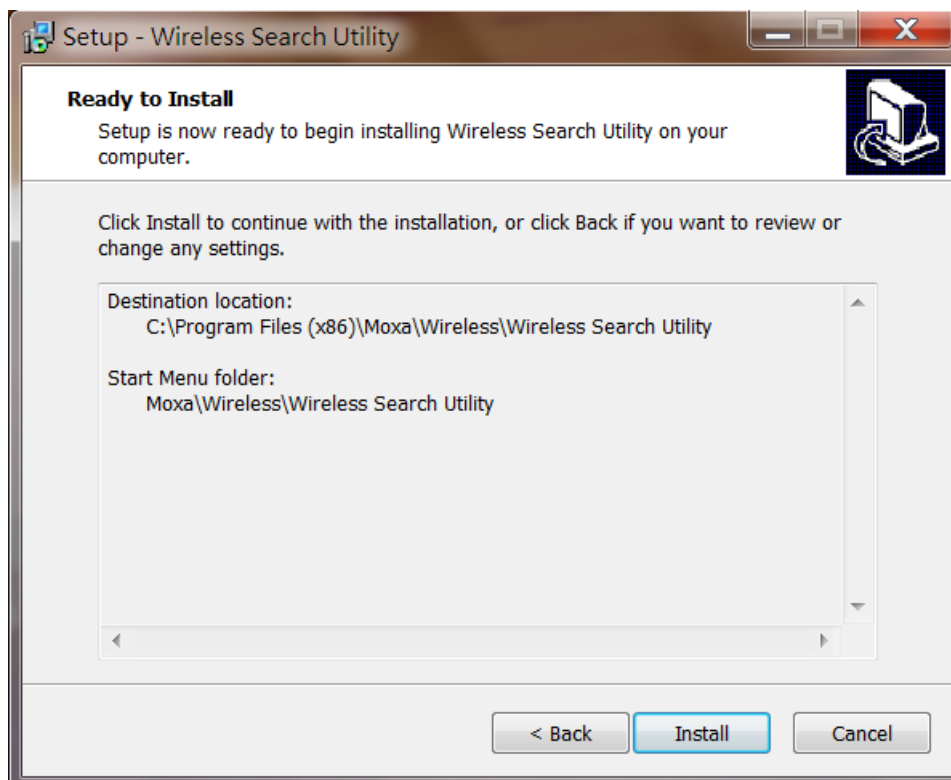 Setup - Wireless Search Utility
Ready to Install
Setup is now ready to begin installing Wireless Search Utility on your
computer.
Click Install to continue with the installation, or click Back if you want to review or
change any settings.
Destination location:
C:\Program Files (x86)\Moxa\Wireless\Wireless Search Utility
Start Menu folder:
Moxa\Wireless\Wireless Search Utility
< Back Install Cancel